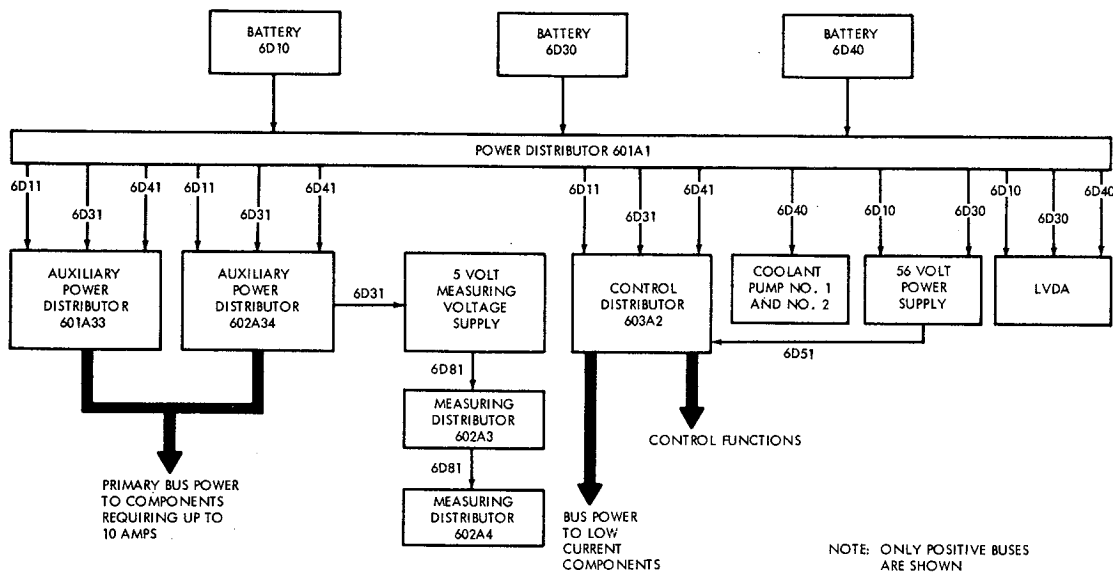 BATTERY
6D10
BATTERY
6D30
BATTERY
6D40
POWER DISTRIBUTOR 601A1
6D11
6D31
6D41
6D11
6D31
6D41
6D11
6D31
6D41
6D40
6D10
6D30
6D10
6D30
6D40
AUXILIARY
POWER
DISTRIBUTOR
601A33
AUXILIARY
POWER
DISTRIBUTOR
602A34
6D31
5 VOLT
MEASURING
VOLTAGE
SUPPLY
CONTROL
DISTRIBUTOR
603A2
COOLANT
PUMP NO. 1
AND NO. 2
56 VOLT
POWER
SUPPLY
LVDA
6D51
6D81
MEASURING
DISTRIBUTOR
602A3
6D81
MEASURING
DISTRIBUTOR
602A4
PRIMARY BUS POWER
TO COMPONENTS
REQUIRING UP TO
10 AMPS
CONTROL FUNCTIONS
BUS POWER
TO LOW
CURRENT
COMPONENTS
NOTE: ONLY POSITIVE BUSES
ARE SHOWN